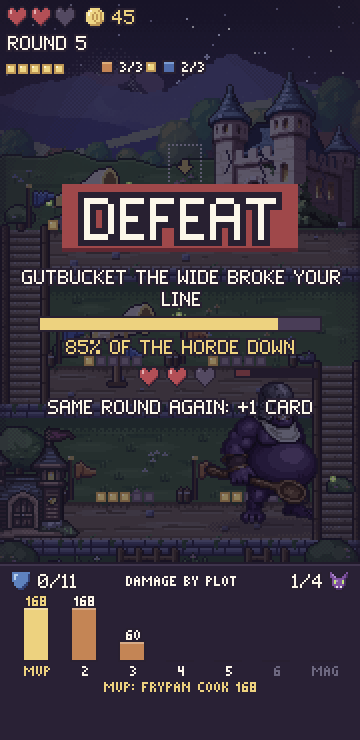 45
ROUND 5
3/3 2/3
DEFEAT
GUTBUCKET THE WIDE BROKE YOUR
LINE
85% OF THE HORDE DOWN
SAME ROUND AGAIN: +1 CARD
0/11 DAMAGE BY PLOT 1/4
168 168 60
MVP 2 3 4 5 6 MAG
MVP: FRYPAN COOK 168